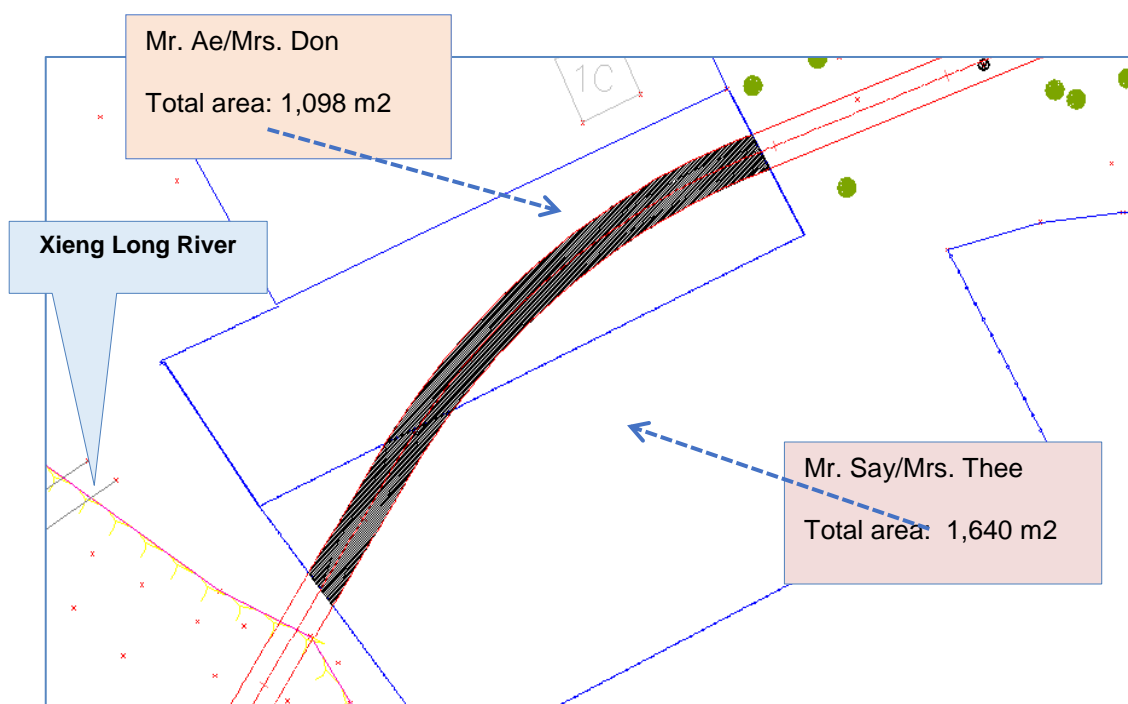 Mr. Ae/Mrs. Don
Total area: 1,098 m2
1C
Xieng Long River
Mr. Say/Mrs. Thee
Total area: 1,640 m2